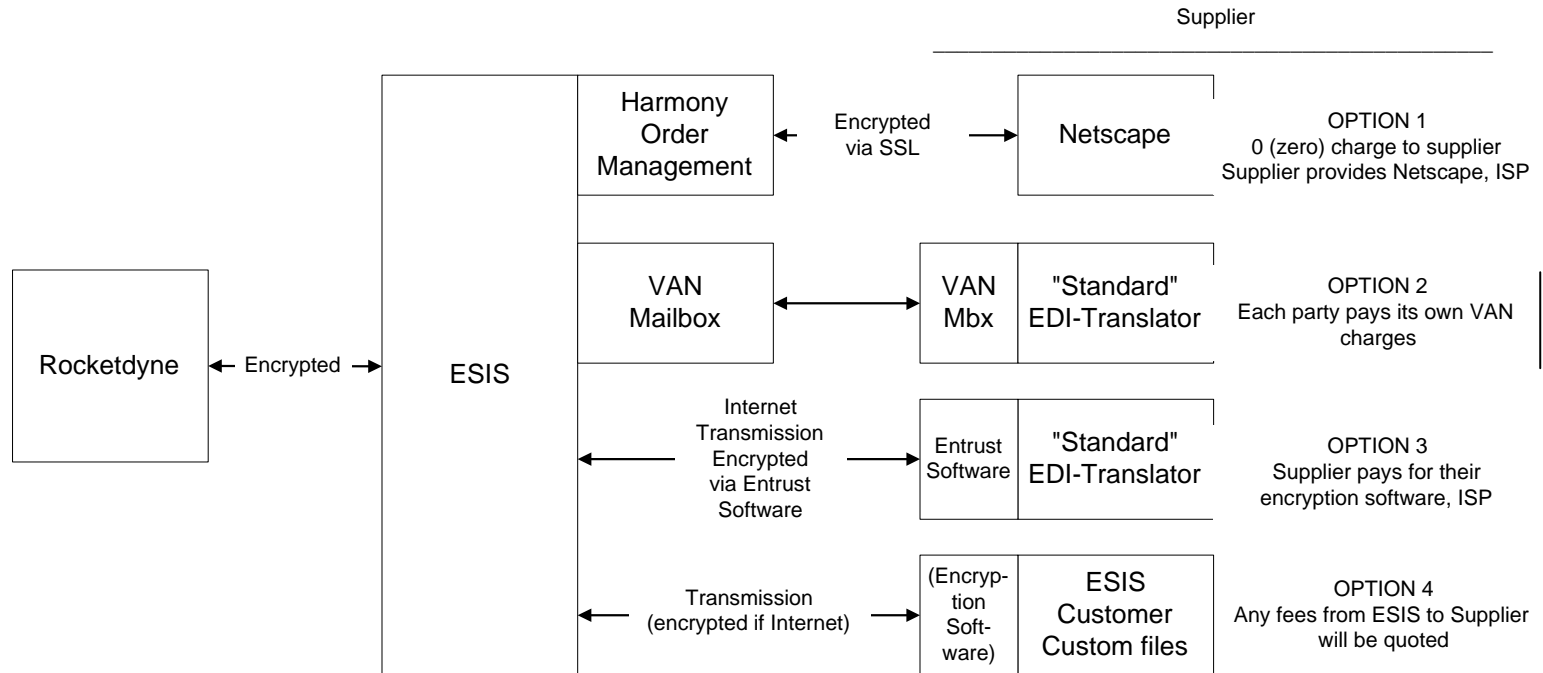 Supplier
Harmony
Order
Management
Encrypted
via SSL
Netscape
OPTION 1
0 (zero) charge to supplier
Supplier provides Netscape, ISP
Rocketdyne
Encrypted
ESIS
VAN
Mailbox
VAN
Mbx
"Standard"
EDI-Translator
OPTION 2
Each party pays its own VAN
charges
Internet
Transmission
Encrypted
via Entrust
Software
Entrust
Software
"Standard"
EDI-Translator
OPTION 3
Supplier pays for their
encryption software, ISP
Transmission
(encrypted if Internet)
(Encryp-
tion
Soft-
ware)
ESIS
Customer
Custom files
OPTION 4
Any fees from ESIS to Supplier
will be quoted